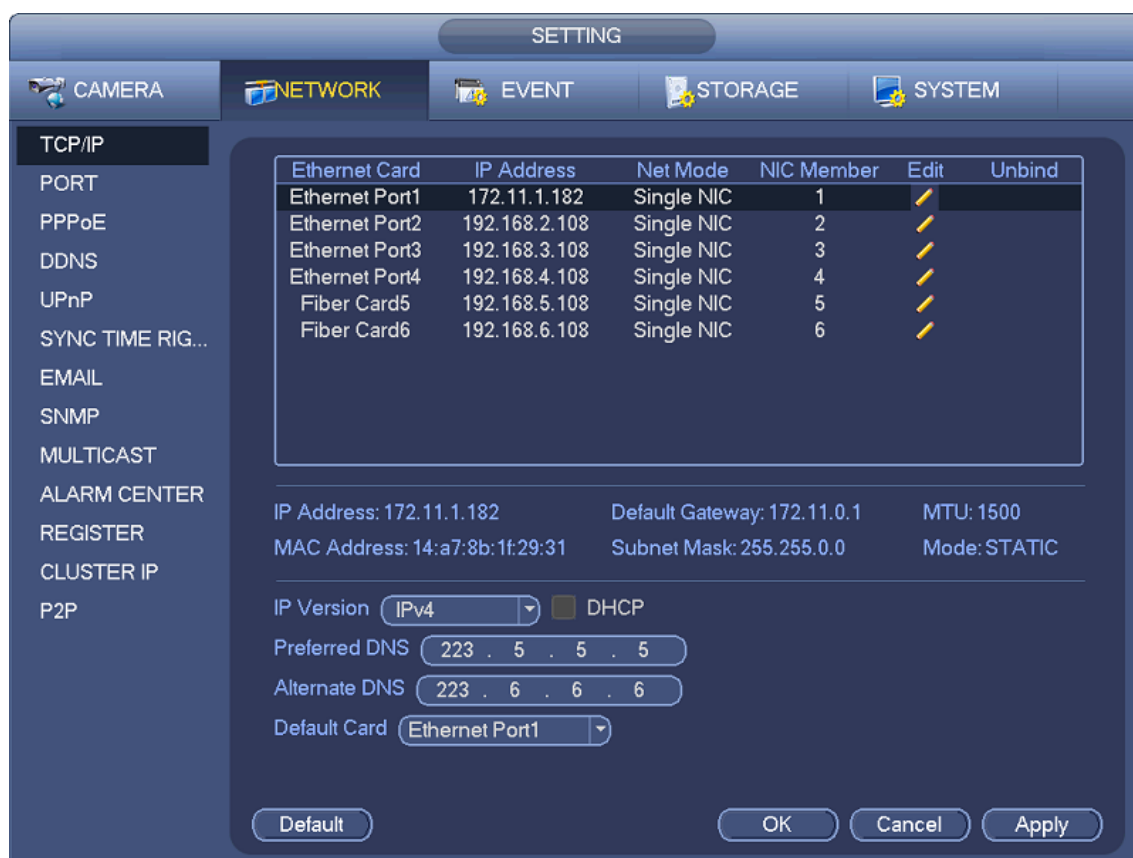 SETTING
CAMERA NETWORK EVENT STORAGE SYSTEM
TCP/IP
PORT
PPPoE
DDNS
UPnP
SYNC TIME RIG...
EMAIL
SNMP
MULTICAST
ALARM CENTER
REGISTER
CLUSTER IP
P2P
Ethernet Card IP Address Net Mode NIC Member Edit Unbind
Ethernet Port1 172.11.1.182 Single NIC 1
Ethernet Port2 192.168.2.108 Single NIC 2
Ethernet Port3 192.168.3.108 Single NIC 3
Ethernet Port4 192.168.4.108 Single NIC 4
Fiber Card5 192.168.5.108 Single NIC 5
Fiber Card6 192.168.6.108 Single NIC 6
IP Address: 172.11.1.182 Default Gateway: 172.11.0.1 MTU: 1500
MAC Address: 14:a7:8b:1f:29:31 Subnet Mask: 255.255.0.0 Mode: STATIC
IP Version IPv4 DHCP
Preferred DNS 223 . 5 . 5 . 5
Alternate DNS 223 . 6 . 6 . 6
Default Card Ethernet Port1
Default OK Cancel Apply